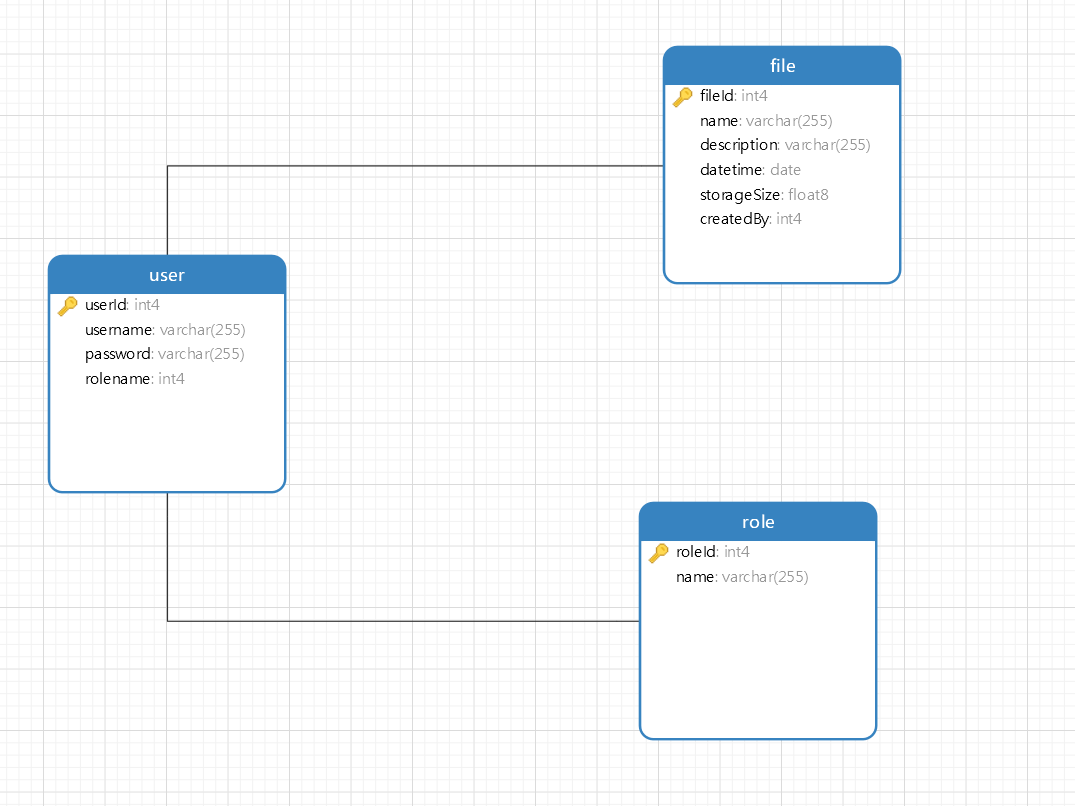 file
fileId: int4
name: varchar(255)
description: varchar(255)
datetime: date
storageSize: float8
createdBy: int4
user
userId: int4
username: varchar(255)
password: varchar(255)
rolename: int4
role
roleId: int4
name: varchar(255)